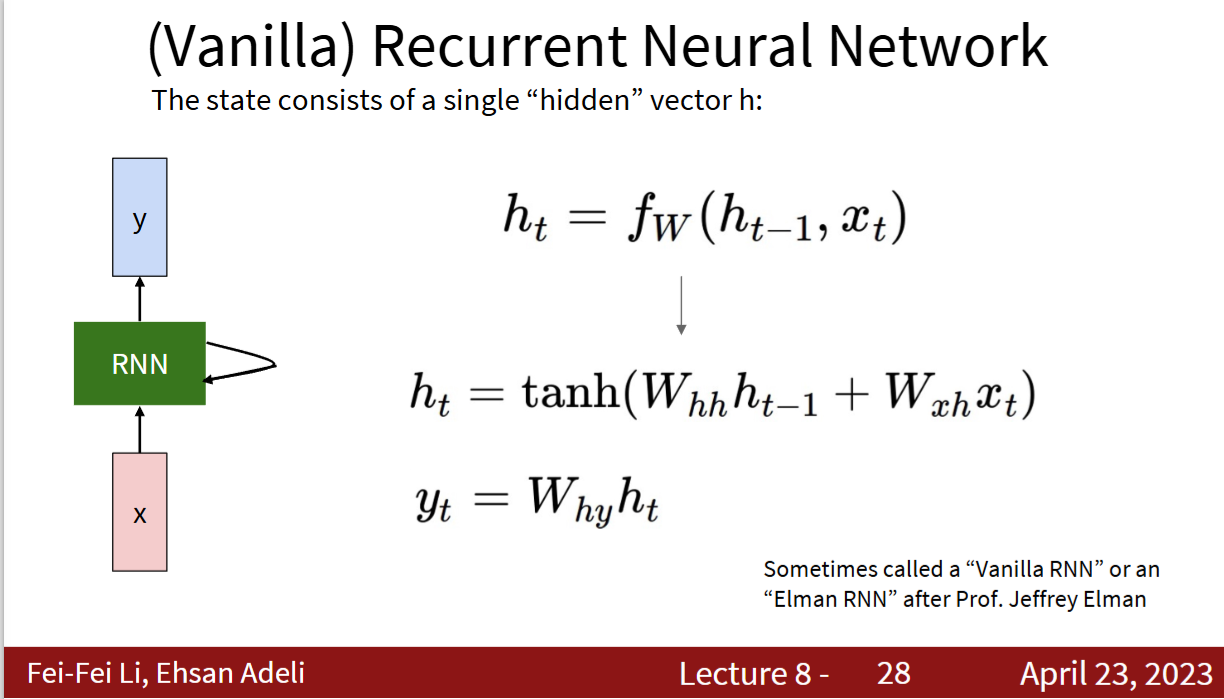 (Vanilla) Recurrent Neural Network
The state consists of a single “hidden” vector h:
y
RNN
x
h_t = f_W(h_{t−1}, x_t)
h_t = tanh(W_{hh}h_{t−1} + W_{xh}x_t)
y_t = W_{hy}h_t
Sometimes called a “Vanilla RNN” or an
“Elman RNN” after Prof. Jeffrey Elman
Fei-Fei Li, Ehsan Adeli Lecture 8 - 28 April 23, 2023